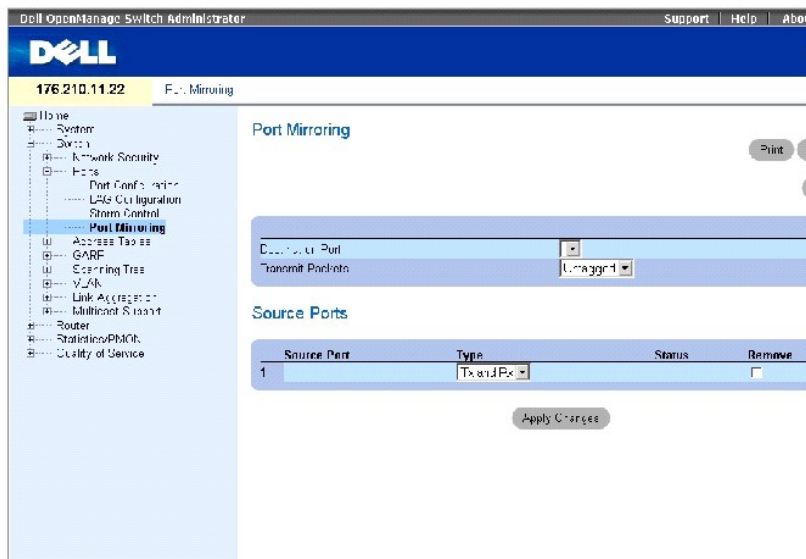 Dell OpenManage Switch Administrator
Support | Help | Abou
DELL
176.210.11.22
Port Mirroring
Home
System
Switch
Network Security
Ports
Port Configuration
LAG Configuration
Storm Control
Port Mirroring
Address Tables
GARP
Spanning Tree
VLAN
Link Aggregation
Multicast Support
Router
Statistics/RMON
Quality of Service
Port Mirroring
Print
Destination Port
Transmit Packets Untagged
Source Ports
Source Port Type Status Remove
1 Tx and Rx
Apply Changes